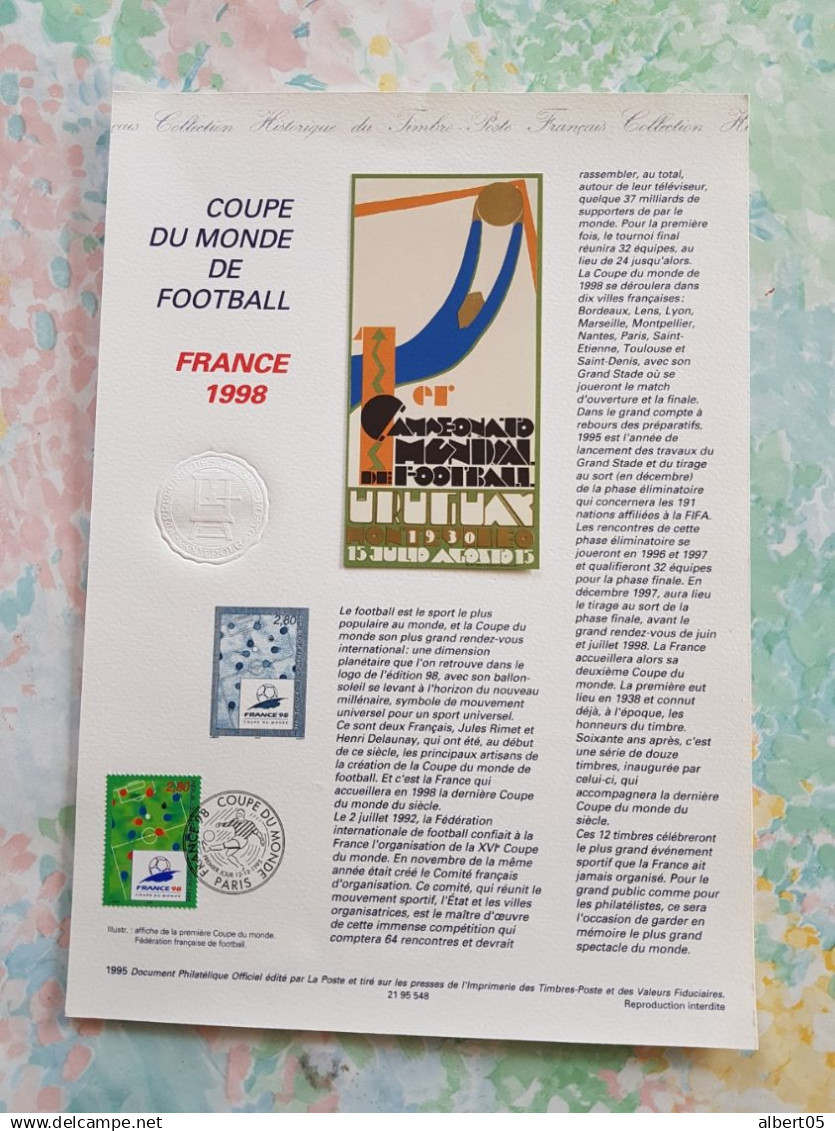 çais Collection Historique du Timbre-Poste Français Collection Hi
COUPE
DU MONDE
DE
FOOTBALL
FRANCE
1998
1er
CAMPEONATO
MUNDIAL
DE FOOTBALL
URUGUAY
1930
MONTEVIDEO
15 JULIO AGOSTO 15
2,80
FRANCE 98
COUPE DU MONDE
2,80
FRANCE 98
COUPE DU MONDE
FRANCE 98 COUPE DU MONDE
PREMIER JOUR 12-12-1995
PARIS
Illustr. : affiche de la première Coupe du monde.
Fédération française de football.
Le football est le sport le plus
populaire au monde, et la Coupe du
monde son plus grand rendez-vous
international : une dimension
planétaire que l'on retrouve dans le
logo de l'édition 98, avec son ballon-
soleil se levant à l'horizon du nouveau
millénaire, symbole de mouvement
universel pour un sport universel.
Ce sont deux Français, Jules Rimet et
Henri Delaunay, qui ont été, au début
de ce siècle, les principaux artisans de
la création de la Coupe du monde de
football. Et c'est la France qui
accueillera en 1998 la dernière Coupe
du monde du siècle.
Le 2 juillet 1992, la Fédération
internationale de football confiait à la
France l'organisation de la XVIe Coupe
du monde. En novembre de la même
année était créé le Comité français
d'organisation. Ce comité, qui réunit le
mouvement sportif, l'État et les villes
organisatrices, est le maître d'œuvre
de cette immense compétition qui
comptera 64 rencontres et devrait
rassembler, au total,
autour de leur téléviseur,
quelque 37 milliards de
supporters de par le
monde. Pour la première
fois, le tournoi final
réunira 32 équipes, au
lieu de 24 jusqu'alors.
La Coupe du monde de
1998 se déroulera dans
dix villes françaises :
Bordeaux, Lens, Lyon,
Marseille, Montpellier,
Nantes, Paris, Saint-
Etienne, Toulouse et
Saint-Denis, avec son
Grand Stade où se
joueront le match
d'ouverture et la finale.
Dans le grand compte à
rebours des préparatifs,
1995 est l'année de
lancement des travaux du
Grand Stade et du tirage
au sort (en décembre)
de la phase éliminatoire
qui concernera les 191
nations affiliées à la FIFA.
Les rencontres de cette
phase éliminatoire se
joueront en 1996 et 1997
et qualifieront 32 équipes
pour la phase finale. En
décembre 1997, aura lieu
le tirage au sort de la
phase finale, avant le
grand rendez-vous de juin
et juillet 1998. La France
accueillera alors sa
deuxième Coupe du
monde. La première eut
lieu en 1938 et connut
déjà, à l'époque, les
honneurs du timbre.
Soixante ans après, c'est
une série de douze
timbres, inaugurée par
celui-ci, qui
accompagnera la dernière
Coupe du monde du
siècle.
Ces 12 timbres célébreront
le plus grand événement
sportif que la France ait
jamais organisé. Pour le
grand public comme pour
les philatélistes, ce sera
l'occasion de garder en
mémoire le plus grand
spectacle du monde.
1995 Document Philatélique Officiel édité par La Poste et tiré sur les presses de l'Imprimerie des Timbres-Poste et des Valeurs Fiduciaires.
21 95 548
Reproduction interdite
albert05